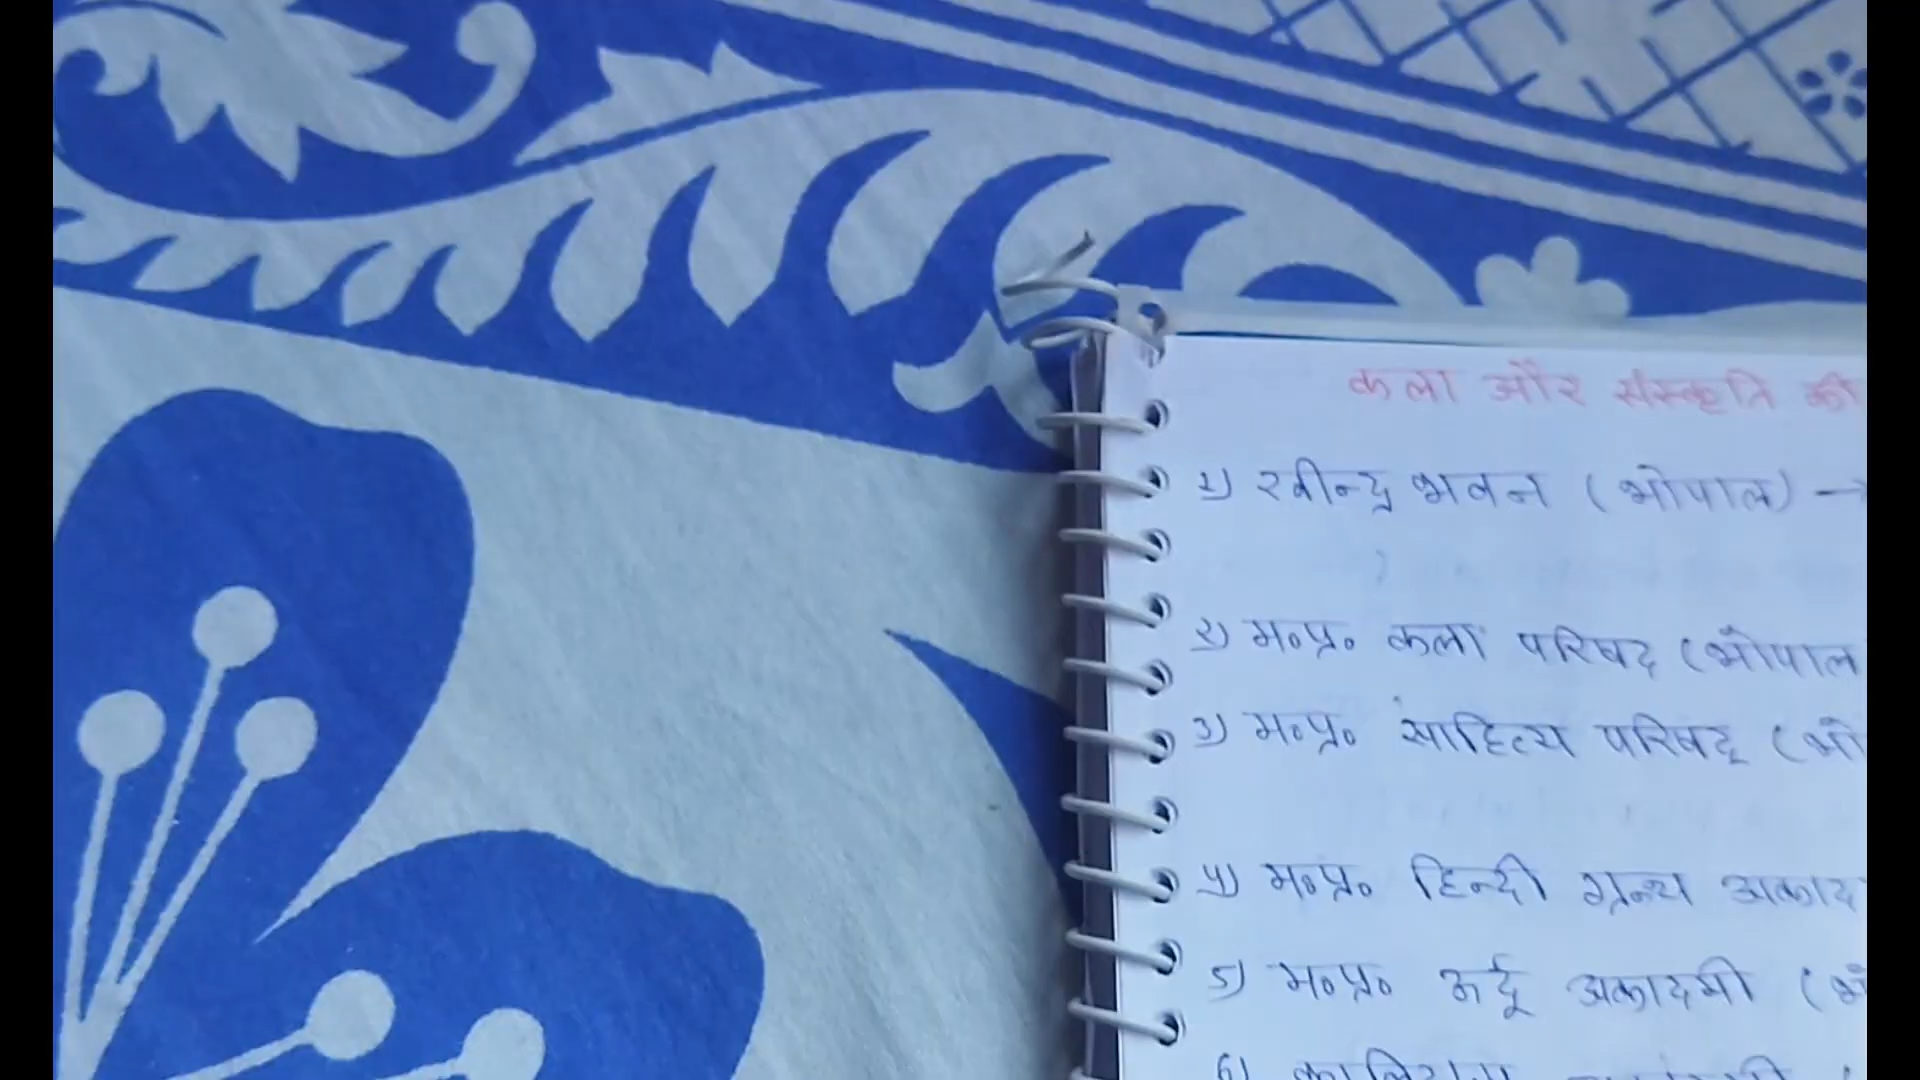 कला और संस्कृति की
1) रवीन्द्र भवन (भोपाल) →
2) म०प्र० कला परिषद (भोपाल
3) म०प्र० साहित्य परिषद् (भो
4) म०प्र० हिन्दी ग्रन्थ अकाद
5) म०प्र० उर्दू अकादमी (भो
6)